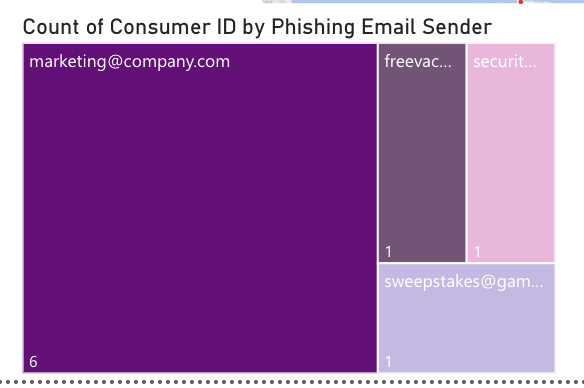 Count of Consumer ID by Phishing Email Sender
marketing@company.com
freevac...
securit...
1
1
sweepstakes@gam...
6
1